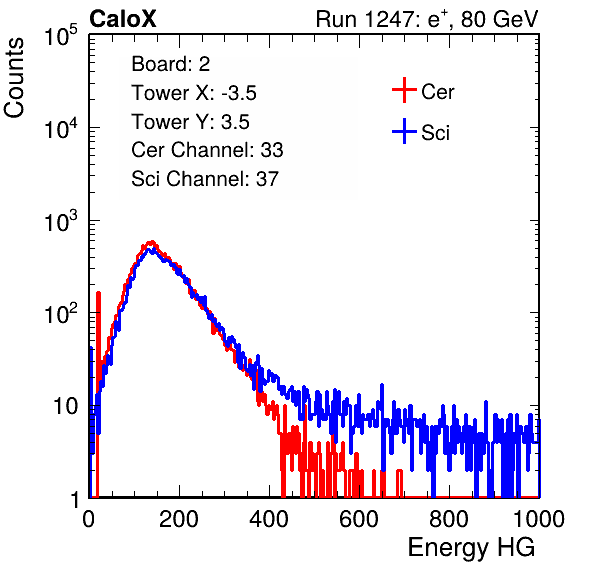 CaloX Run 1247: e⁺, 80 GeV
Counts
10⁵
10⁴
10³
10²
10
1
Board: 2
Tower X: -3.5
Tower Y: 3.5
Cer Channel: 33
Sci Channel: 37
Cer
Sci
0 200 400 600 800 1000
Energy HG